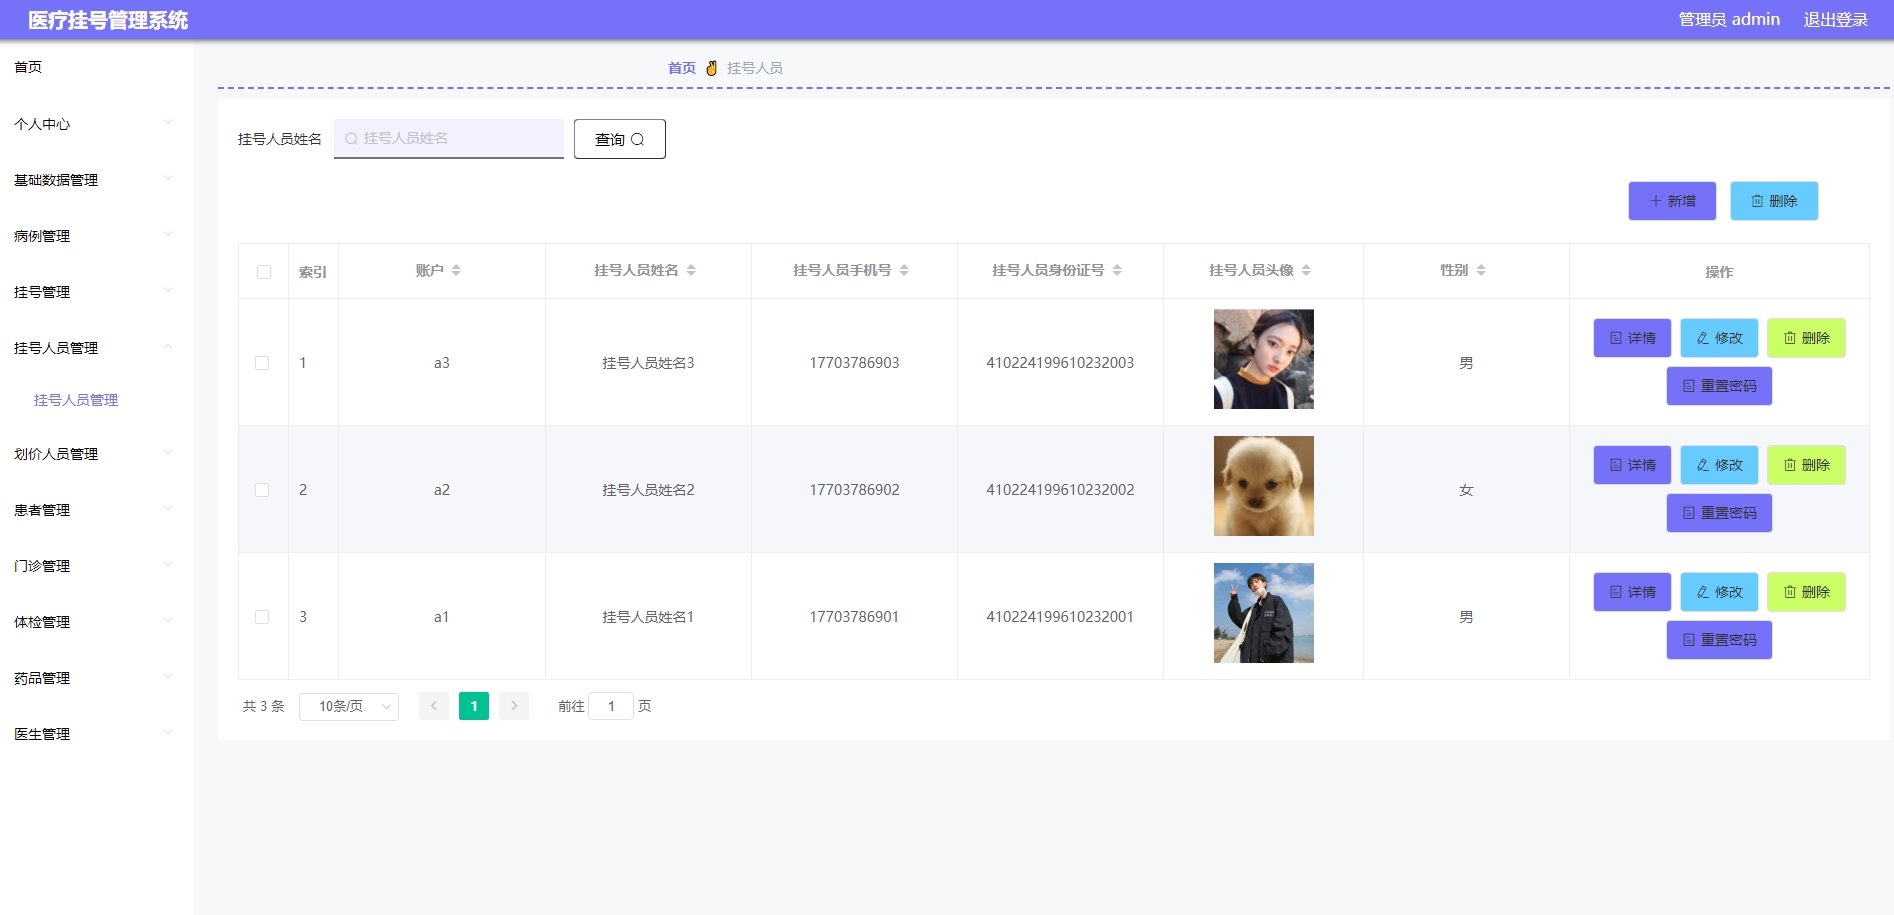 医疗挂号管理系统
管理员 admin
退出登录
首页
个人中心
基础数据管理
病例管理
挂号管理
挂号人员管理
挂号人员管理
划价人员管理
患者管理
门诊管理
体检管理
药品管理
医生管理
首页 ✌ 挂号人员
挂号人员姓名 挂号人员姓名 查询
新增 删除
索引 账户 挂号人员姓名 挂号人员手机号 挂号人员身份证号 挂号人员头像 性别 操作
1 a3 挂号人员姓名3 17703786903 410224199610232003 男 详情 修改 删除
重置密码
2 a2 挂号人员姓名2 17703786902 410224199610232002 女 详情 修改 删除
重置密码
3 a1 挂号人员姓名1 17703786901 410224199610232001 男 详情 修改 删除
重置密码
共 3 条 10条/页 1 前往 1 页